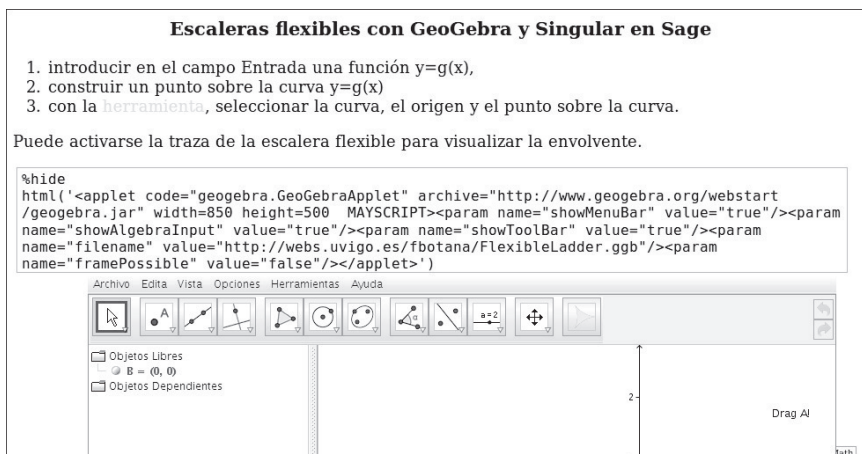 Escaleras flexibles con GeoGebra y Singular en Sage
1. introducir en el campo Entrada una función y=g(x),
2. construir un punto sobre la curva y=g(x)
3. con la herramienta, seleccionar la curva, el origen y el punto sobre la curva.
Puede activarse la traza de la escalera flexible para visualizar la envolvente.
%hide
html('<applet code="geogebra.GeoGebraApplet" archive="http://www.geogebra.org/webstart
/geogebra.jar" width=850 height=500  MAYSCRIPT><param name="showMenuBar" value="true"/><param
name="showAlgebraInput" value="true"/><param name="showToolBar" value="true"/><param
name="filename" value="http://webs.uvigo.es/fbotana/FlexibleLadder.ggb"/><param
name="framePossible" value="false"/></applet>')
Archivo Edita Vista Opciones Herramientas Ayuda
A
α
a=2
Objetos Libres
B = (0, 0)
Objetos Dependientes
2
Drag Al
Math